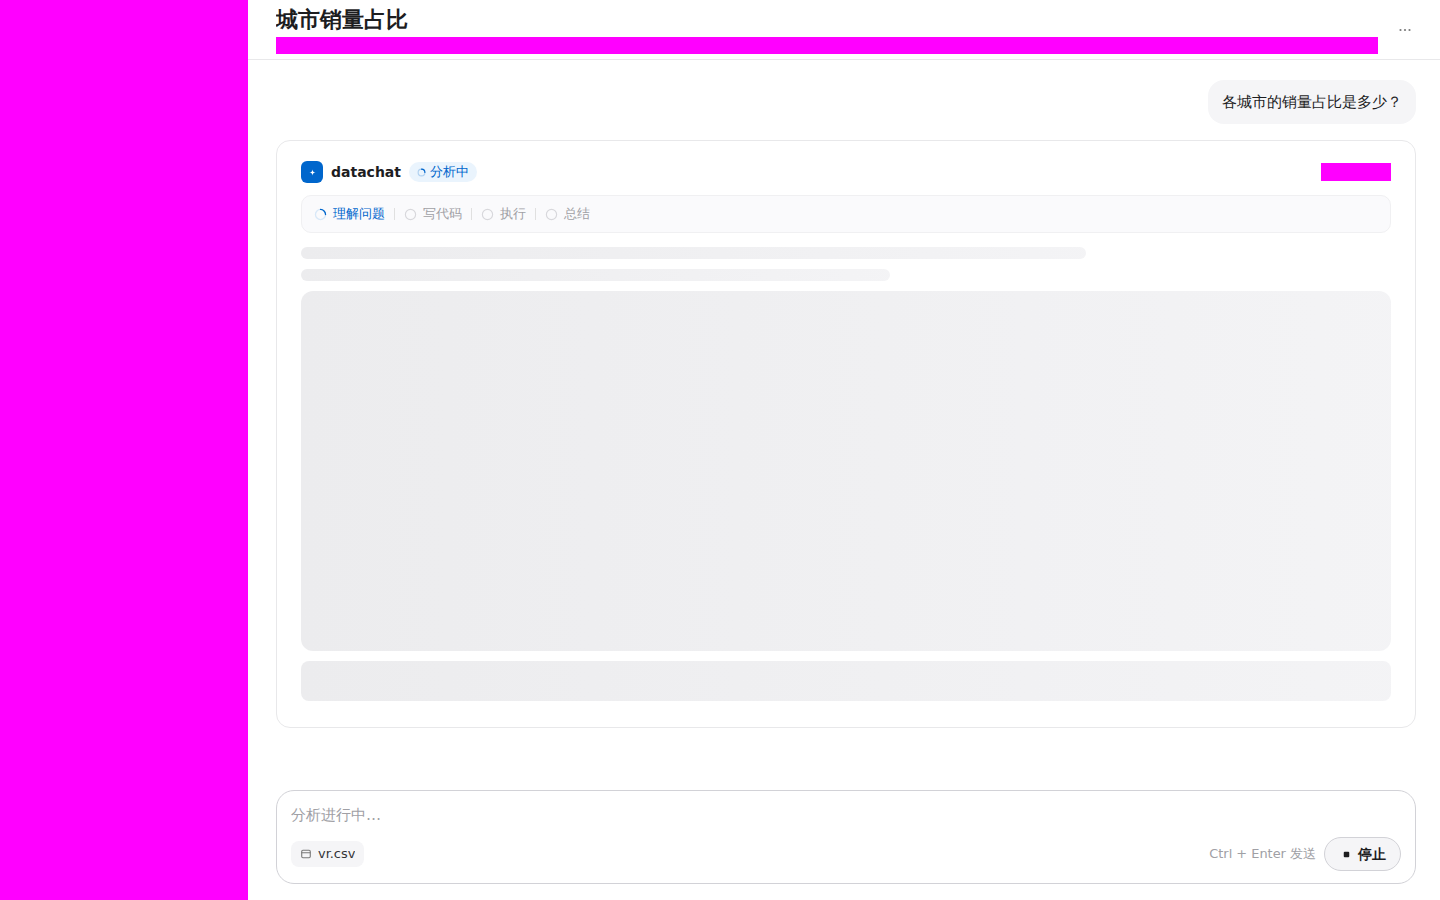 城市销量占比
...
各城市的销量占比是多少？
datachat 分析中
理解问题 写代码 执行 总结
分析进行中…
vr.csv Ctrl + Enter 发送 停止